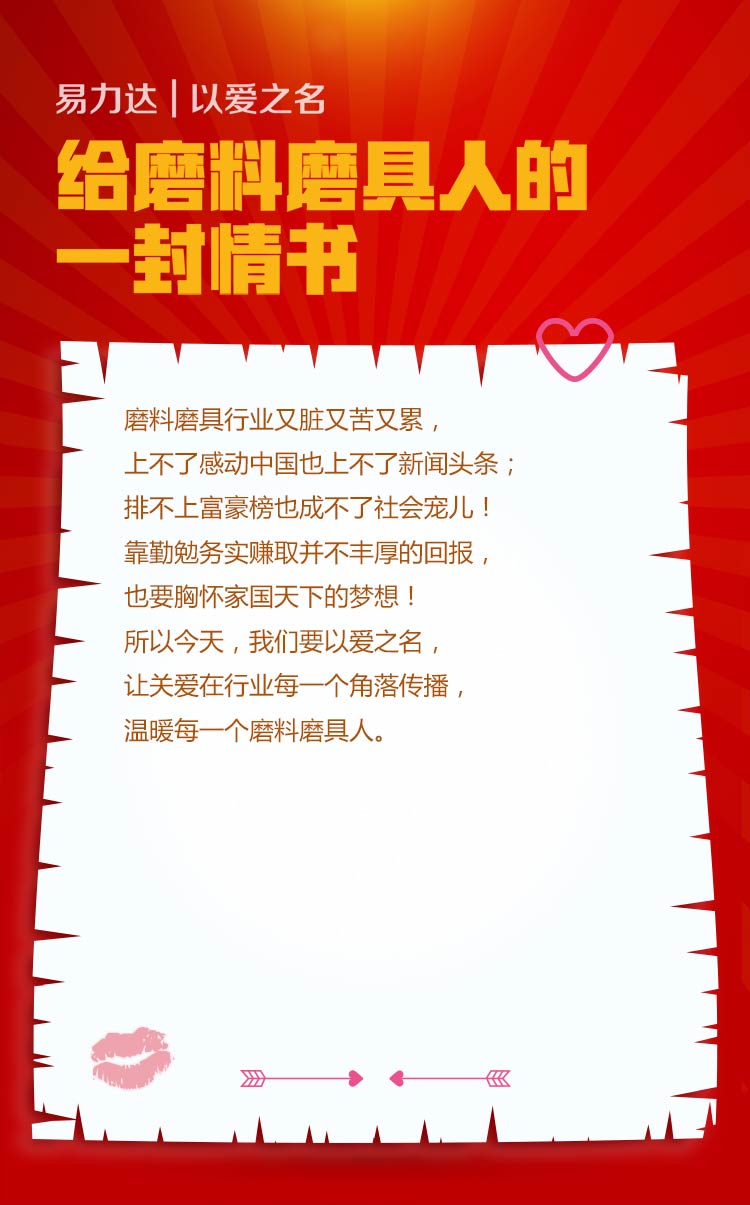 易力达|以爱之名
给磨料磨具人的
一封情书
磨料磨具行业又脏又苦又累，
上不了感动中国也上不了新闻头条；
排不上富豪榜也成不了社会宠儿！
靠勤勉务实赚取并不丰厚的回报，
也要胸怀家国天下的梦想！
所以今天，我们要以爱之名，
让关爱在行业每一个角落传播，
温暖每一个磨料磨具人。